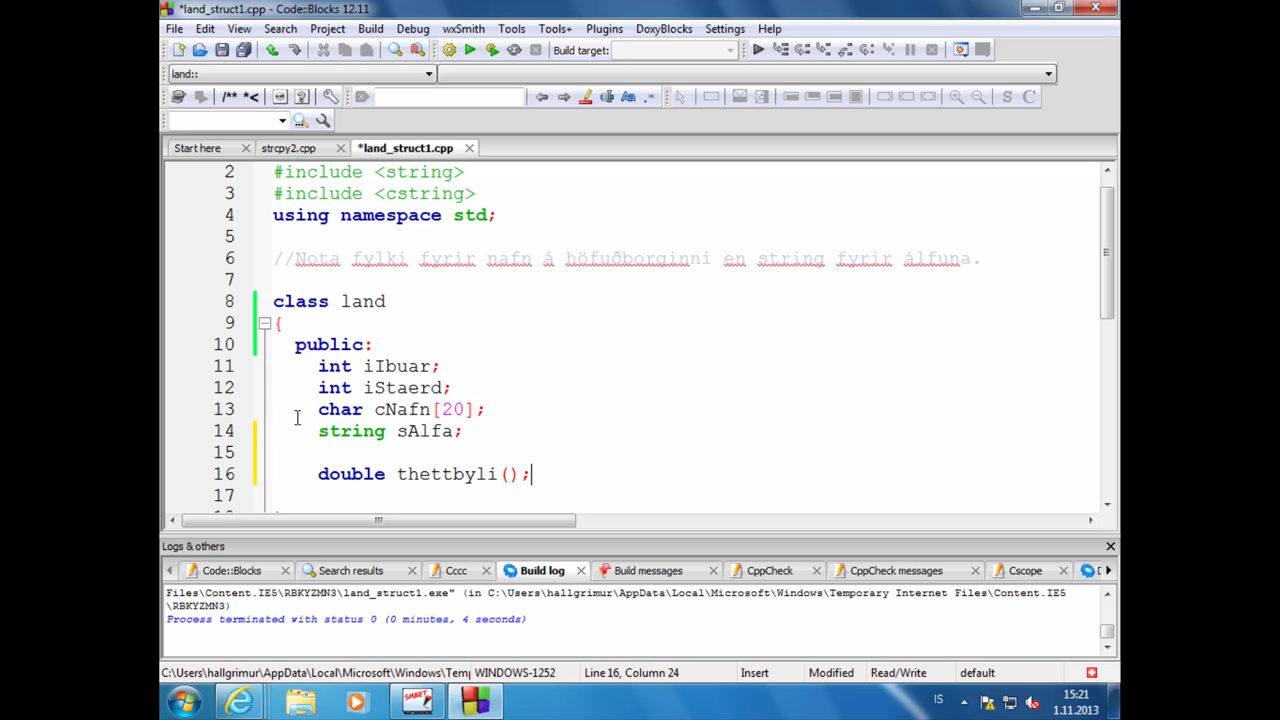 *land_struct1.cpp - Code::Blocks 12.11
File Edit View Search Project Build Debug wxSmith Tools Tools+ Plugins DoxyBlocks Settings Help
Build target:
land::
/** *<
Start here strcpy2.cpp *land_struct1.cpp
2 #include <string>
3 #include <cstring>
4 using namespace std;
5
6 //Nota fylki fyrir nafn á höfuðborginni en string fyrir álfuna.
7
8 class land
9 {
10 public:
11 int iIbuar;
12 int iStaerd;
13 char cNafn[20];
14 string sAlfa;
15
16 double thettbyli();
17
Logs & others
Code::Blocks Search results Cccc Build log Build messages CppCheck CppCheck messages Cscope
Files\Content.IE5\RBKYZMN3\land_struct1.exe" (in C:\Users\hallgrimur\AppData\Local\Microsoft\Windows\Temporary Internet Files\Content.IE5
\RBKYZMN3)
Process terminated with status 0 (0 minutes, 4 seconds)
C:\Users\hallgrimur\AppData\Local\Microsoft\Windows\Temp WINDOWS-1252 Line 16, Column 24 Insert Modified Read/Write default
SMART IS 15:21
1.11.2013